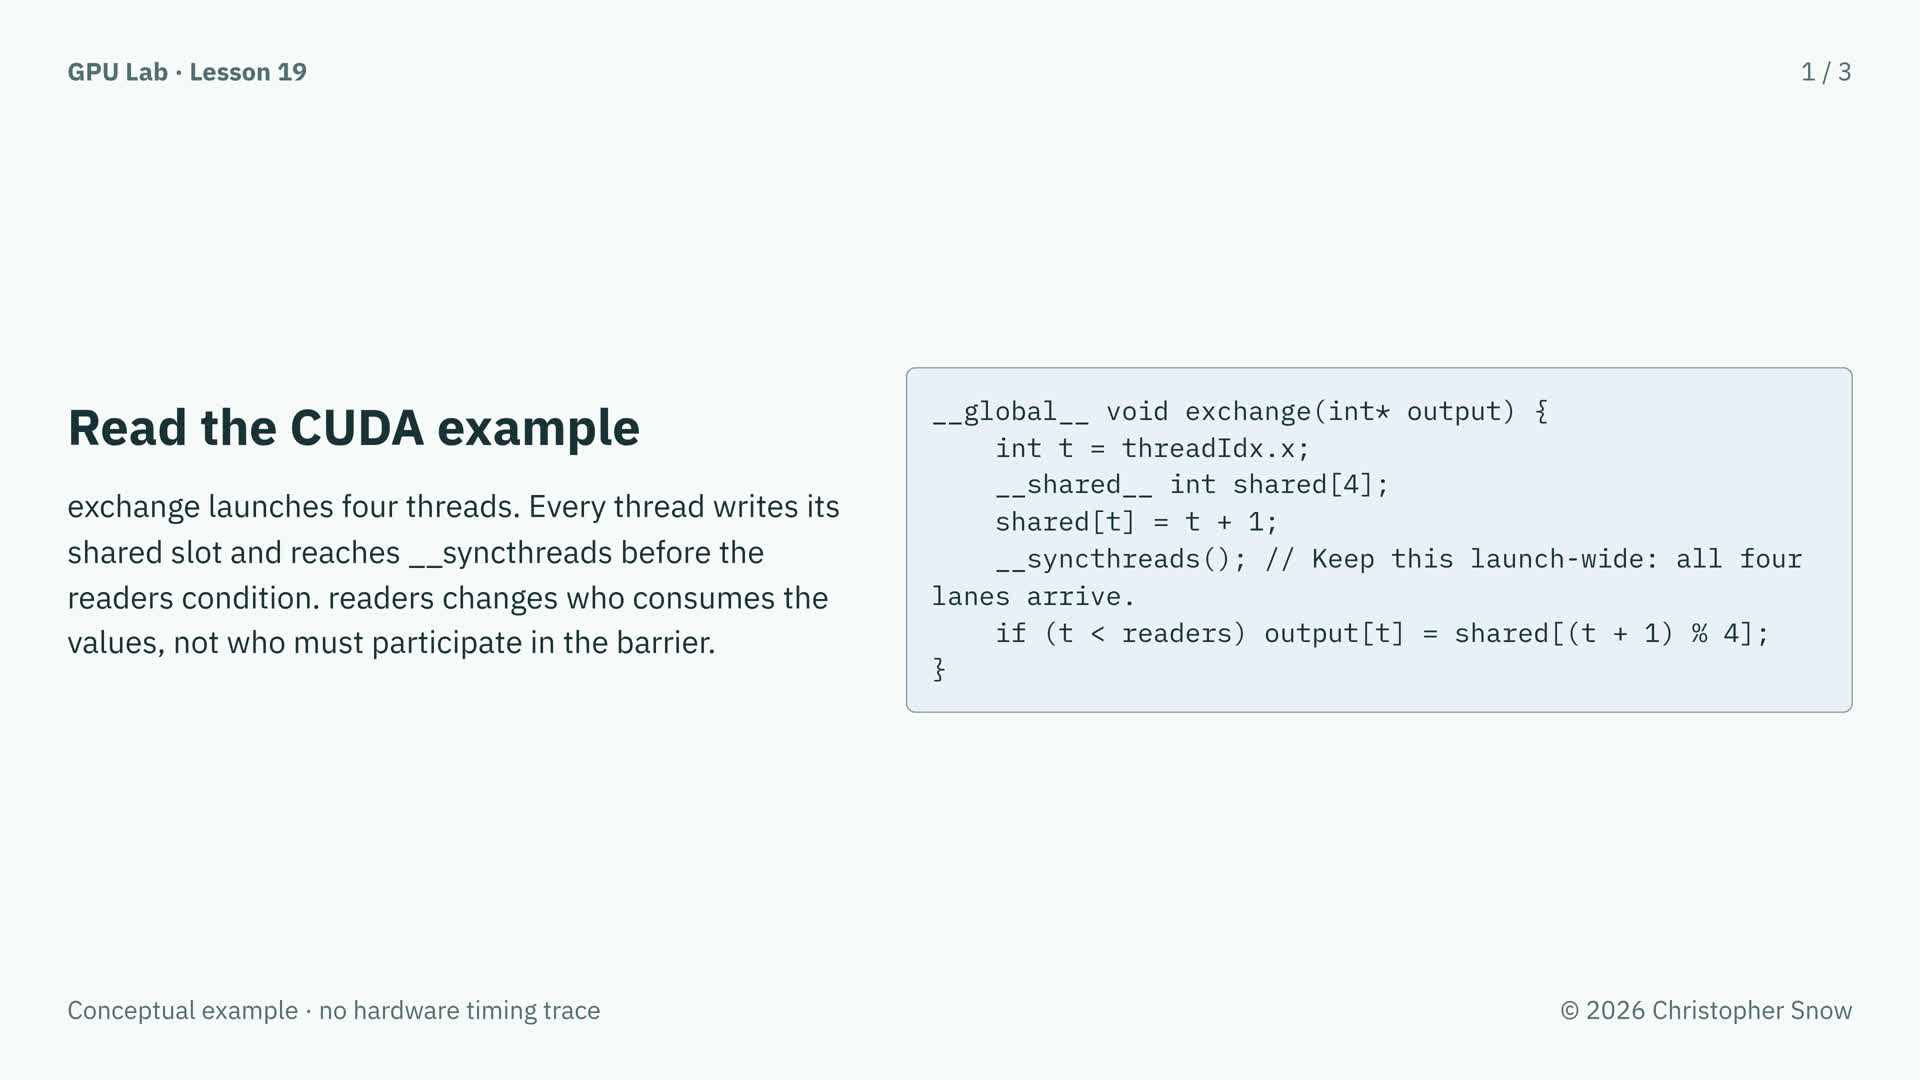 GPU Lab · Lesson 19
1 / 3
Read the CUDA example
exchange launches four threads. Every thread writes its
shared slot and reaches __syncthreads before the
readers condition. readers changes who consumes the
values, not who must participate in the barrier.
__global__ void exchange(int* output) {
    int t = threadIdx.x;
    __shared__ int shared[4];
    shared[t] = t + 1;
    __syncthreads(); // Keep this launch-wide: all four
lanes arrive.
    if (t < readers) output[t] = shared[(t + 1) % 4];
}
Conceptual example · no hardware timing trace
© 2026 Christopher Snow